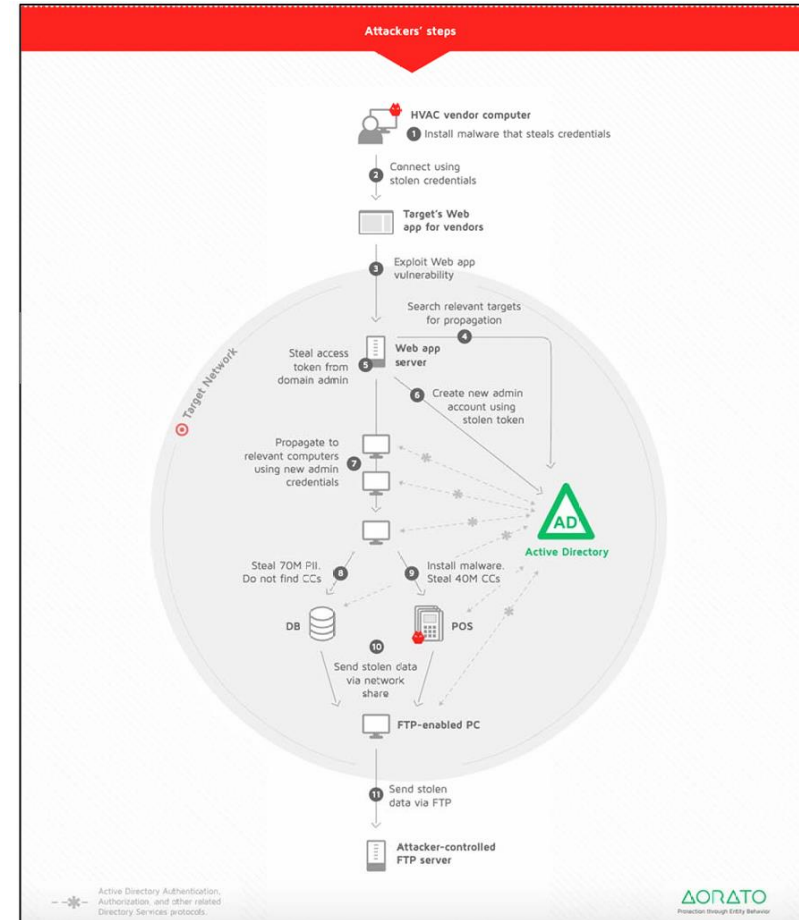 Attackers' steps
HVAC vendor computer
1 Install malware that steals credentials
2 Connect using
stolen credentials
Target's Web
app for vendors
3 Exploit Web app
vulnerability
Search relevant targets
for propagation
4
Steal access
token from
domain admin
5
Web app
server
6 Create new admin
account using
stolen token
Target Network
Propagate to
relevant computers
using new admin
credentials
7
AD
Active Directory
Steal 70M PII.
Do not find CCs
8
9 Install malware.
Steal 40M CCs
DB
POS
10
Send stolen data
via network
share
FTP-enabled PC
11 Send stolen
data via FTP
Attacker-controlled
FTP server
Active Directory Authentication,
Authorization, and other related
Directory Services protocols.
AORATO
Protection through Entity Behavior